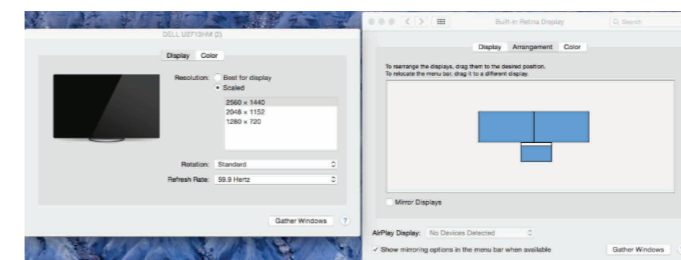 DELL U2713HM (2)
Display Color
Resolution: Best for display
Scaled
2560 × 1440
2048 × 1152
1280 × 720
Rotation: Standard
Refresh Rate: 59.9 Hertz
Gather Windows ?
Built-in Retina Display
Search
Display Arrangement Color
To rearrange the displays, drag them to the desired position.
To relocate the menu bar, drag it to a different display.
Mirror Displays
AirPlay Display: No Devices Detected
Show mirroring options in the menu bar when available
Gather Windows